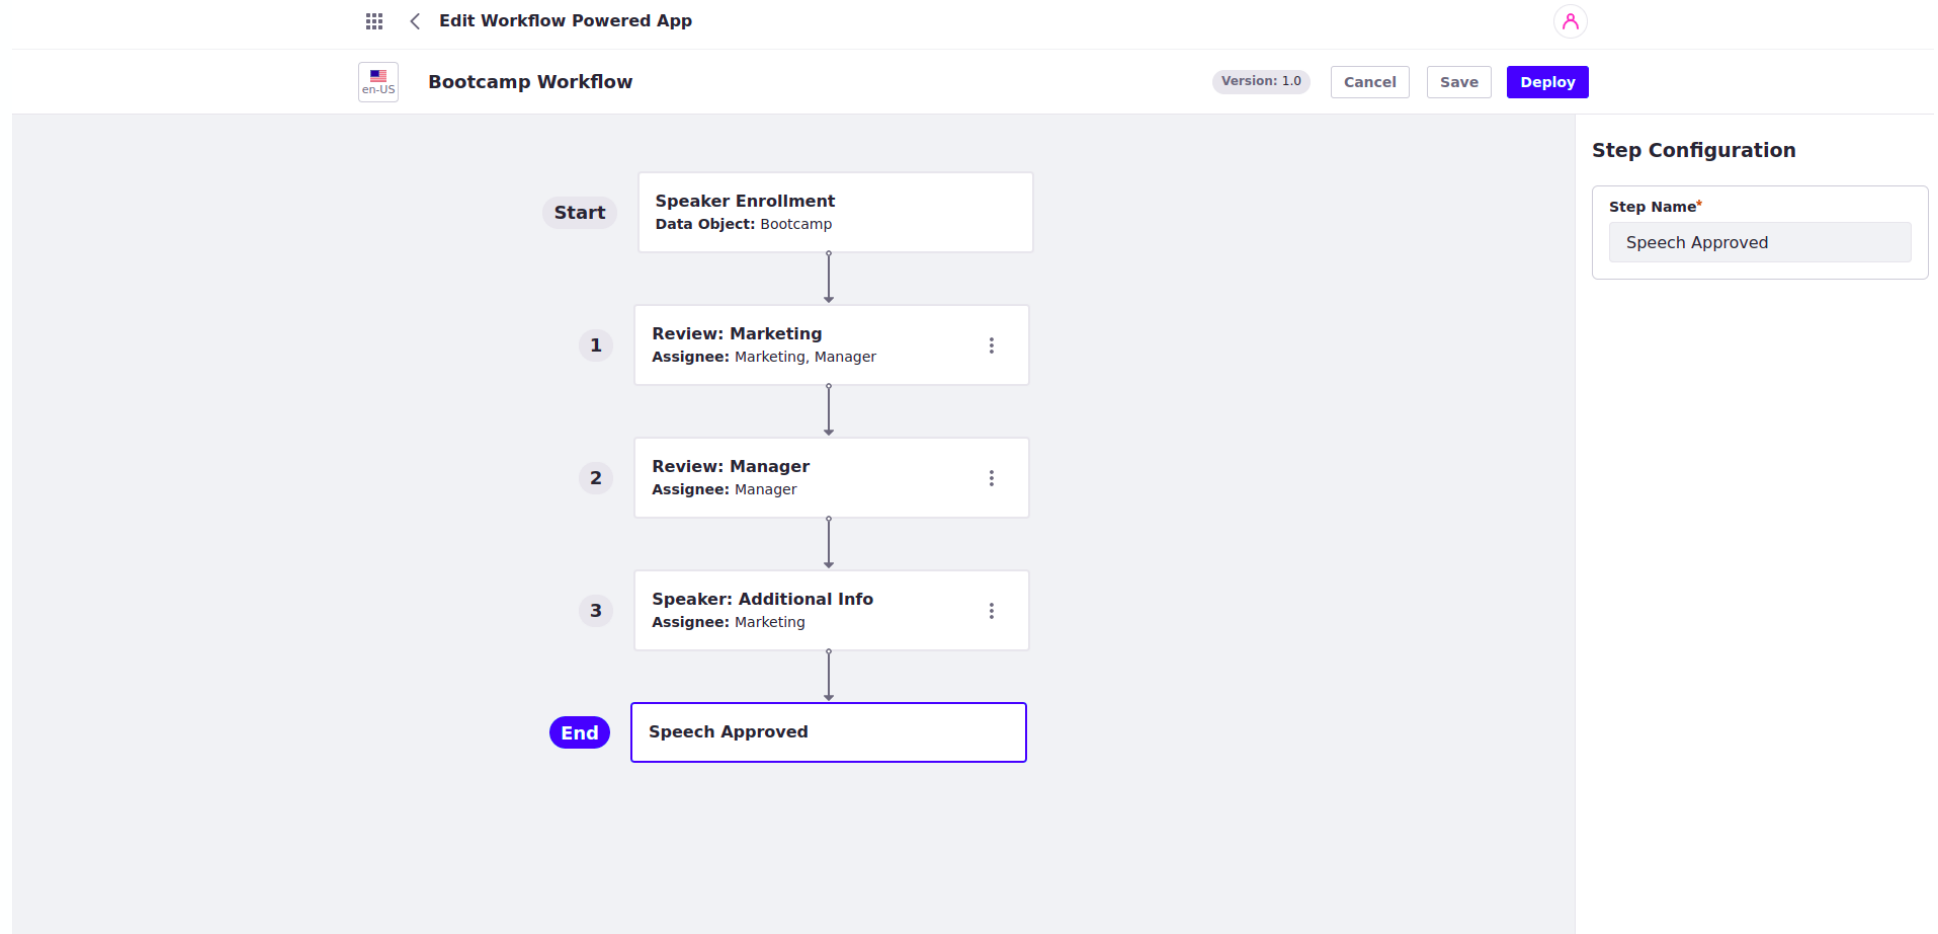 Edit Workflow Powered App
en-US
Bootcamp Workflow
Version: 1.0
Cancel
Save
Deploy
Start
Speaker Enrollment
Data Object: Bootcamp
1
Review: Marketing
Assignee: Marketing, Manager
2
Review: Manager
Assignee: Manager
3
Speaker: Additional Info
Assignee: Marketing
End
Speech Approved
Step Configuration
Step Name*
Speech Approved